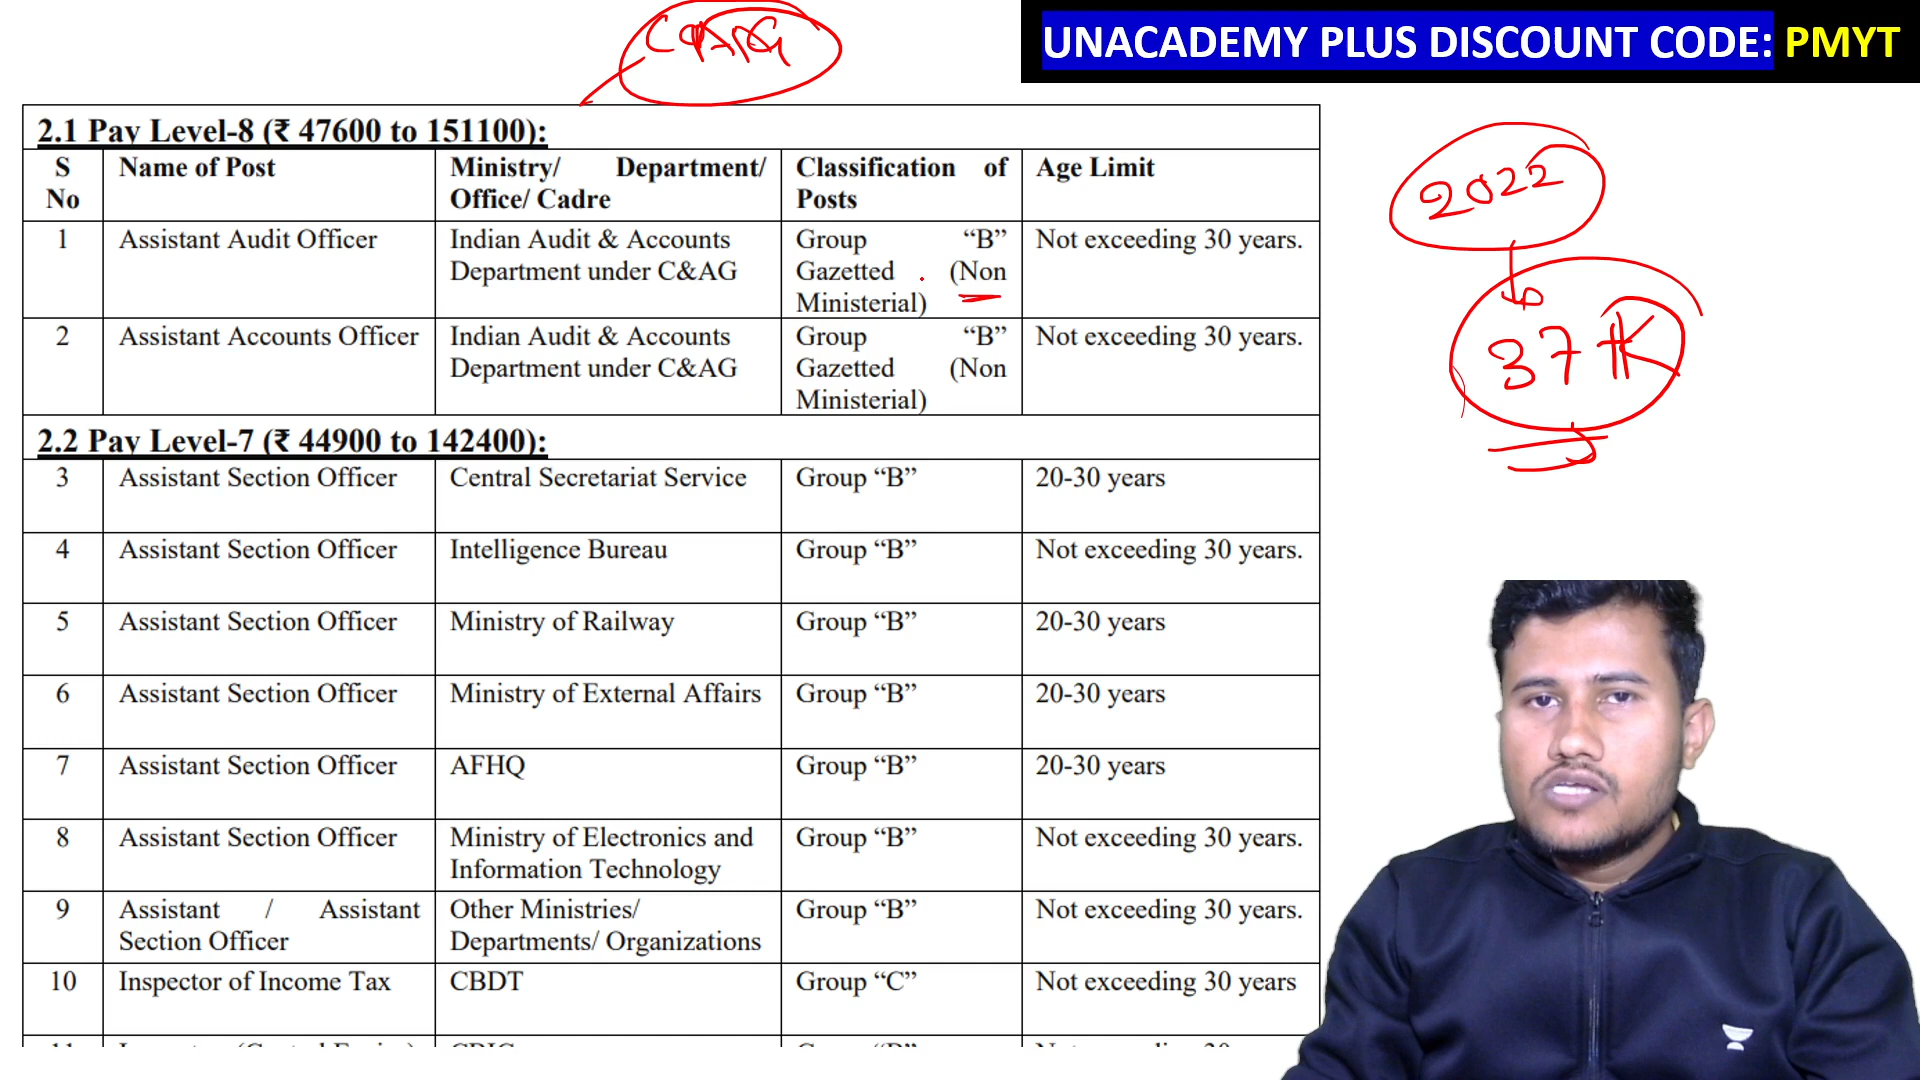 C&AG
UNACADEMY PLUS DISCOUNT CODE: PMYT
2022
37K
2.1 Pay Level-8 (₹ 47600 to 151100):
S No Name of Post Ministry/ Department/ Office/ Cadre Classification of Posts Age Limit
1 Assistant Audit Officer Indian Audit & Accounts Department under C&AG Group “B” Gazetted (Non Ministerial) Not exceeding 30 years.
2 Assistant Accounts Officer Indian Audit & Accounts Department under C&AG Group “B” Gazetted (Non Ministerial) Not exceeding 30 years.
2.2 Pay Level-7 (₹ 44900 to 142400):
3 Assistant Section Officer Central Secretariat Service Group “B” 20-30 years
4 Assistant Section Officer Intelligence Bureau Group “B” Not exceeding 30 years.
5 Assistant Section Officer Ministry of Railway Group “B” 20-30 years
6 Assistant Section Officer Ministry of External Affairs Group “B” 20-30 years
7 Assistant Section Officer AFHQ Group “B” 20-30 years
8 Assistant Section Officer Ministry of Electronics and Information Technology Group “B” Not exceeding 30 years.
9 Assistant / Assistant Section Officer Other Ministries/ Departments/ Organizations Group “B” Not exceeding 30 years.
10 Inspector of Income Tax CBDT Group “C” Not exceeding 30 years